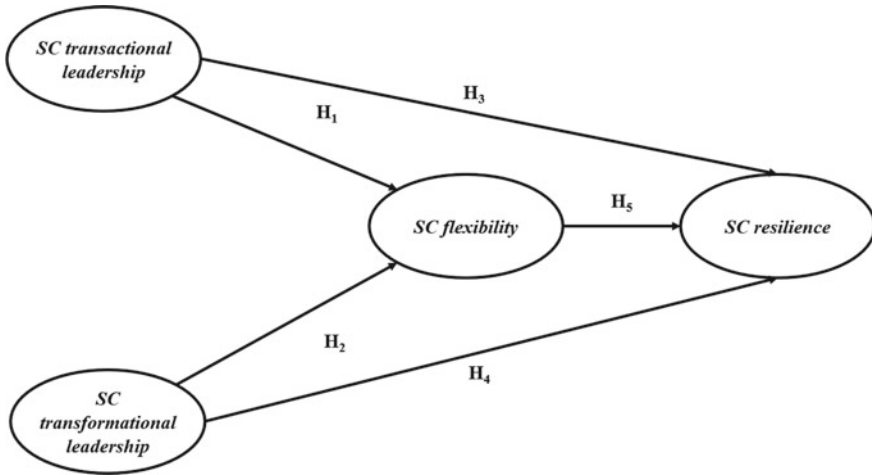 SC transactional
leadership
H₃
H₁
H₅
SC flexibility
SC resilience
H₂
H₄
SC
transformational
leadership